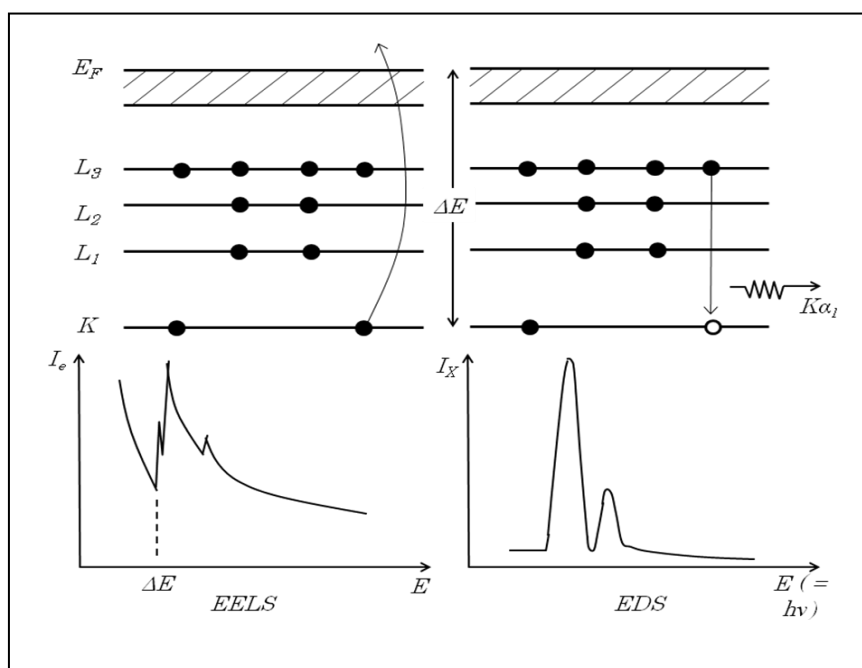 E_F
L_3
L_2
L_1
K
ΔE
Kα_1
I_e
ΔE
E
EELS
I_X
E (=
hν)
EDS